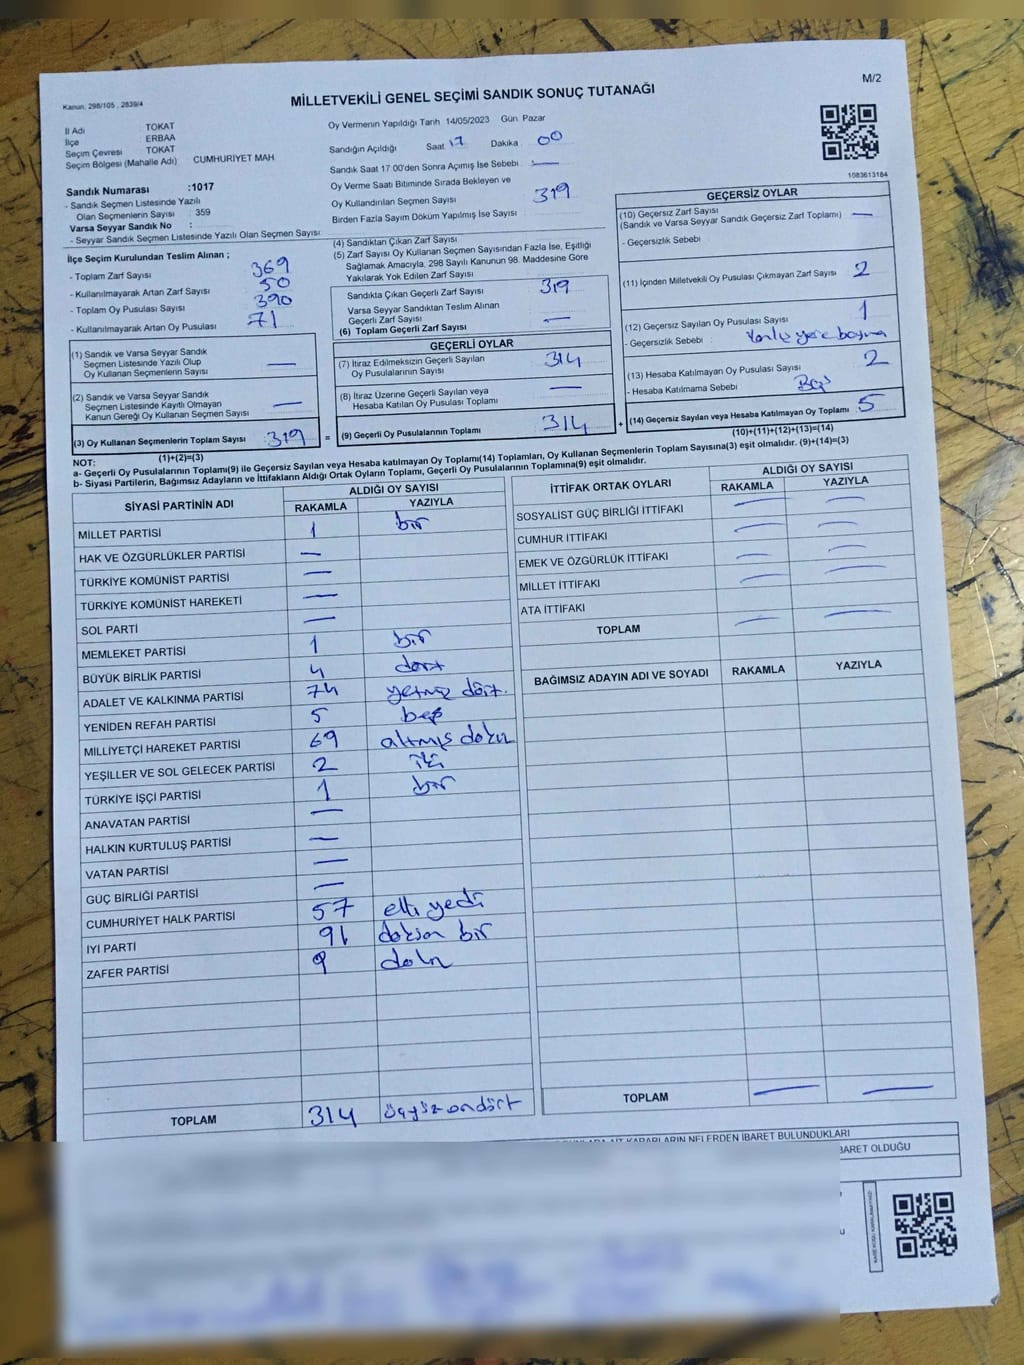 M/2
Kanun, 298/105 , 2839/4
MİLLETVEKİLİ GENEL SEÇİMİ SANDIK SONUÇ TUTANAĞI
İl Adı TOKAT
İlçe ERBAA
Seçim Çevresi TOKAT
Seçim Bölgesi (Mahalle Adı) CUMHURİYET MAH.
Sandık Numarası :1017
- Sandık Seçmen Listesinde Yazılı
Olan Seçmenlerin Sayısı : 359
Varsa Seyyar Sandık No :
- Seyyar Sandık Seçmen Listesinde Yazılı Olan Seçmen Sayısı
Oy Vermenin Yapıldığı Tarih 14/05/2023 Gün Pazar
Sandığın Açıldığı Saat 17 Dakika 00
Sandık Saat 17 00'den Sonra Açımış İse Sebebi : —
Oy Verme Saati Bitiminde Sırada Bekleyen ve
Oy Kullandırılan Seçmen Sayısı 319
Birden Fazla Sayım Döküm Yapılmış İse Sayısı
1083613184
İlçe Seçim Kurulundan Teslim Alınan ;
- Toplam Zarf Sayısı 369
- Kullanılmayarak Artan Zarf Sayısı 50
- Toplam Oy Pusulası Sayısı 390
- Kullanılmayarak Artan Oy Pusulası 71
(1) Sandık ve Varsa Seyyar Sandık
Seçmen Listesinde Yazılı Olup
Oy Kullanan Seçmenlerin Sayısı —
(2) Sandık ve Varsa Seyyar Sandık
Seçmen Listesinde Kayıtlı Olmayan
Kanun Gereği Oy Kullanan Seçmen Sayısı —
(3) Oy Kullanan Seçmenlerin Toplam Sayısı 319
(1)+(2)=(3)
(4) Sandıktan Çıkan Zarf Sayısı
(5) Zarf Sayısı Oy Kullanan Seçmen Sayısından Fazla İse, Eşitliği
Sağlamak Amacıyla, 298 Sayılı Kanunun 98. Maddesine Göre
Yakılarak Yok Edilen Zarf Sayısı
Sandıkta Çıkan Geçerli Zarf Sayısı 319
Varsa Seyyar Sandıktan Teslim Alınan
Geçerli Zarf Sayısı —
(6) Toplam Geçerli Zarf Sayısı
GEÇERLİ OYLAR
(7) İtiraz Edilmeksizin Geçerli Sayılan
Oy Pusulalarının Sayısı 314
(8) İtiraz Üzerine Geçerli Sayılan veya
Hesaba Katılan Oy Pusulası Toplamı —
= (9) Geçerli Oy Pusulalarının Toplamı 314
GEÇERSİZ OYLAR
(10) Geçersiz Zarf Sayısı
(Sandık ve Varsa Seyyar Sandık Geçersiz Zarf Toplamı) —
- Geçersizlik Sebebi
(11) İçinden Milletvekili Oy Pusulası Çıkmayan Zarf Sayısı 2
(12) Geçersiz Sayılan Oy Pusulası Sayısı 1
- Geçersizlik Sebebi : Yanlış yere basma
(13) Hesaba Katılmayan Oy Pusulası Sayısı 2
- Hesaba Katılmama Sebebi Boş
+ (14) Geçersiz Sayılan veya Hesaba Katılmayan Oy Toplamı 5
(10)+(11)+(12)+(13)=(14)
NOT:
a- Geçerli Oy Pusulalarının Toplamı(9) ile Geçersiz Sayılan veya Hesaba katılmayan Oy Toplamı(14) Toplamları, Oy Kullanan Seçmenlerin Toplam Sayısına(3) eşit olmalıdır. (9)+(14)=(3)
b- Siyasi Partilerin, Bağımsız Adayların ve İttifakların Aldığı Oyların Toplamı, Geçerli Oy Pusulalarının Toplamına(9) eşit olmalıdır.
SİYASİ PARTİNİN ADI ALDIĞI OY SAYISI
RAKAMLA YAZIYLA
MİLLET PARTİSİ 1 bir
HAK VE ÖZGÜRLÜKLER PARTİSİ —
TÜRKİYE KOMÜNİST PARTİSİ —
TÜRKİYE KOMÜNİST HAREKETİ —
SOL PARTİ —
MEMLEKET PARTİSİ 1 bir
BÜYÜK BİRLİK PARTİSİ 4 dört
ADALET VE KALKINMA PARTİSİ 74 yetmiş dört.
YENİDEN REFAH PARTİSİ 5 beş
MİLLİYETÇİ HAREKET PARTİSİ 69 altmış dokuz
YEŞİLLER VE SOL GELECEK PARTİSİ 2 iki
TÜRKİYE İŞÇİ PARTİSİ 1 bir
ANAVATAN PARTİSİ —
HALKIN KURTULUŞ PARTİSİ —
VATAN PARTİSİ —
GÜÇ BİRLİĞİ PARTİSİ —
CUMHURİYET HALK PARTİSİ 57 elli yedi
İYİ PARTİ 91 doksan bir
ZAFER PARTİSİ 9 dokuz
TOPLAM 314 üçyüz ondört
İTTİFAK ORTAK OYLARI ALDIĞI OY SAYISI
RAKAMLA YAZIYLA
SOSYALİST GÜÇ BİRLİĞİ İTTİFAKI — —
CUMHUR İTTİFAKI — —
EMEK VE ÖZGÜRLÜK İTTİFAKI — —
MİLLET İTTİFAKI — —
ATA İTTİFAKI
TOPLAM — —
BAĞIMSIZ ADAYIN ADI VE SOYADI RAKAMLA YAZIYLA
TOPLAM — —
KARARLARIN NELERDEN İBARET BULUNDUKLARI
BARET OLDUĞU